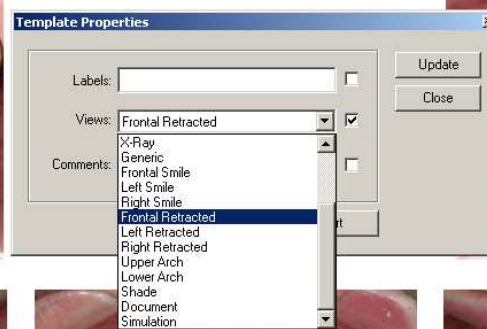 Template Properties
Labels:
Update
Close
Views: Frontal Retracted
Comments:
X-Ray
Generic
Frontal Smile
Left Smile
Right Smile
Frontal Retracted
Left Retracted
Right Retracted
Upper Arch
Lower Arch
Shade
Document
Simulation